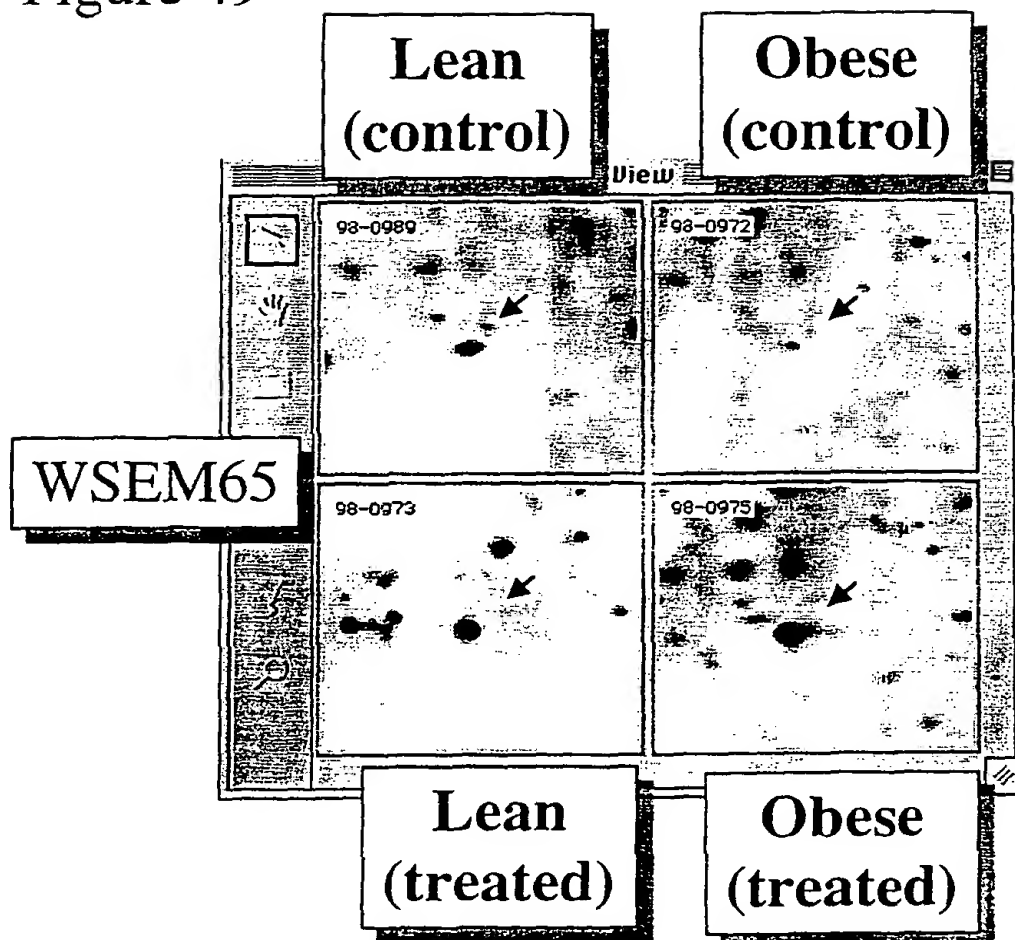 Figure 49
Lean
(control)
Obese
(control)
View
98-0989
98-0972
WSEM65
98-0973
98-0975
Lean
(treated)
Obese
(treated)